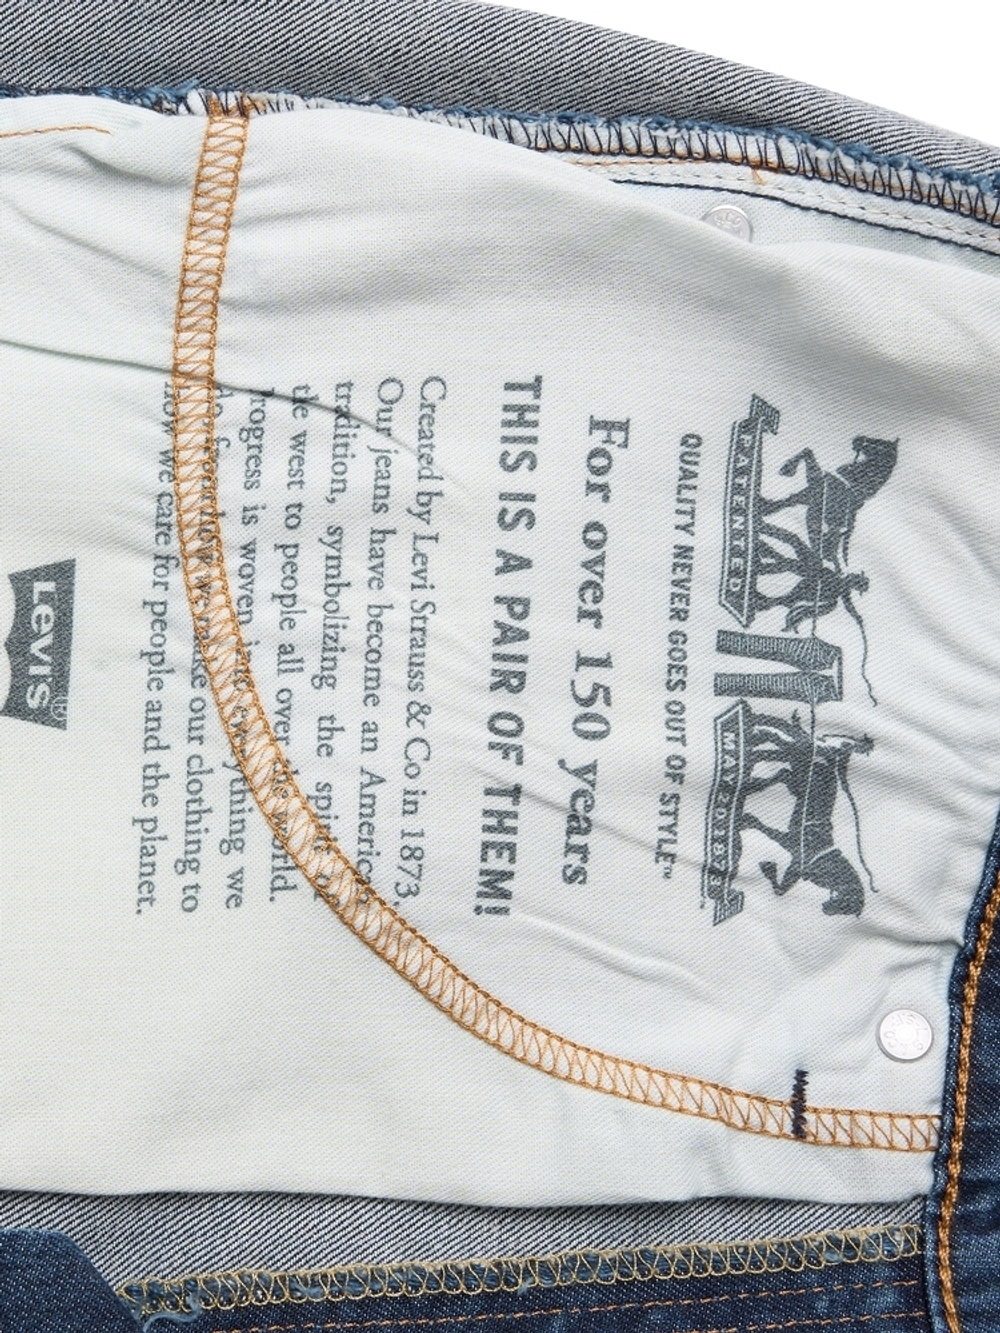 PATENTED
MAY 20 1873
QUALITY NEVER GOES OUT OF STYLE™
For over 150 years
THIS IS A PAIR OF THEM!
Created by Levi Strauss & Co in 1873.
Our jeans have become an American
tradition, symbolizing the spirit of
the west to people all over the world.
Progress is woven into everything we
do, from how we make our clothing to
how we care for people and the planet.
LEVI'S